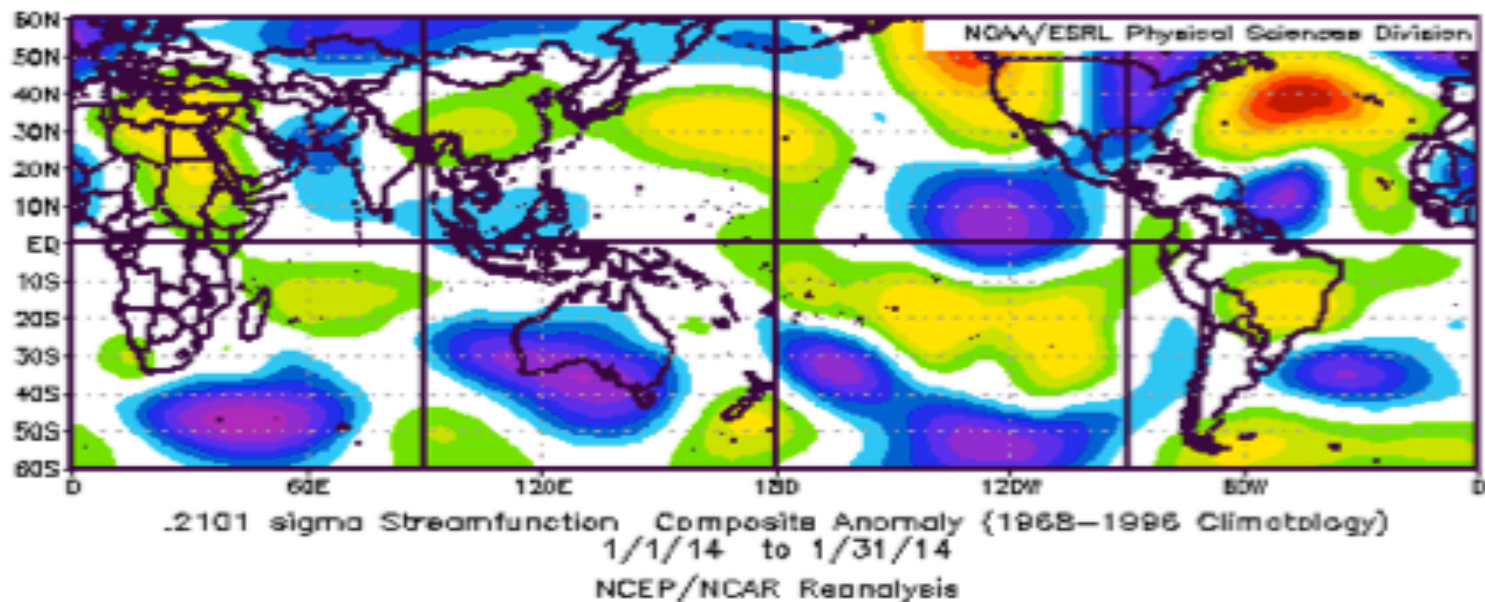 60N
NOAA/ESRL Physical Sciences Division
50N
40N
30N
20N
10N
EQ
10S
20S
30S
40S
50S
60S
0 60E 120E 180 120W 60W 0
.2101 sigma Streamfunction Composite Anomaly (1968-1996 Climatology)
1/1/14 to 1/31/14
NCEP/NCAR Reanalysis